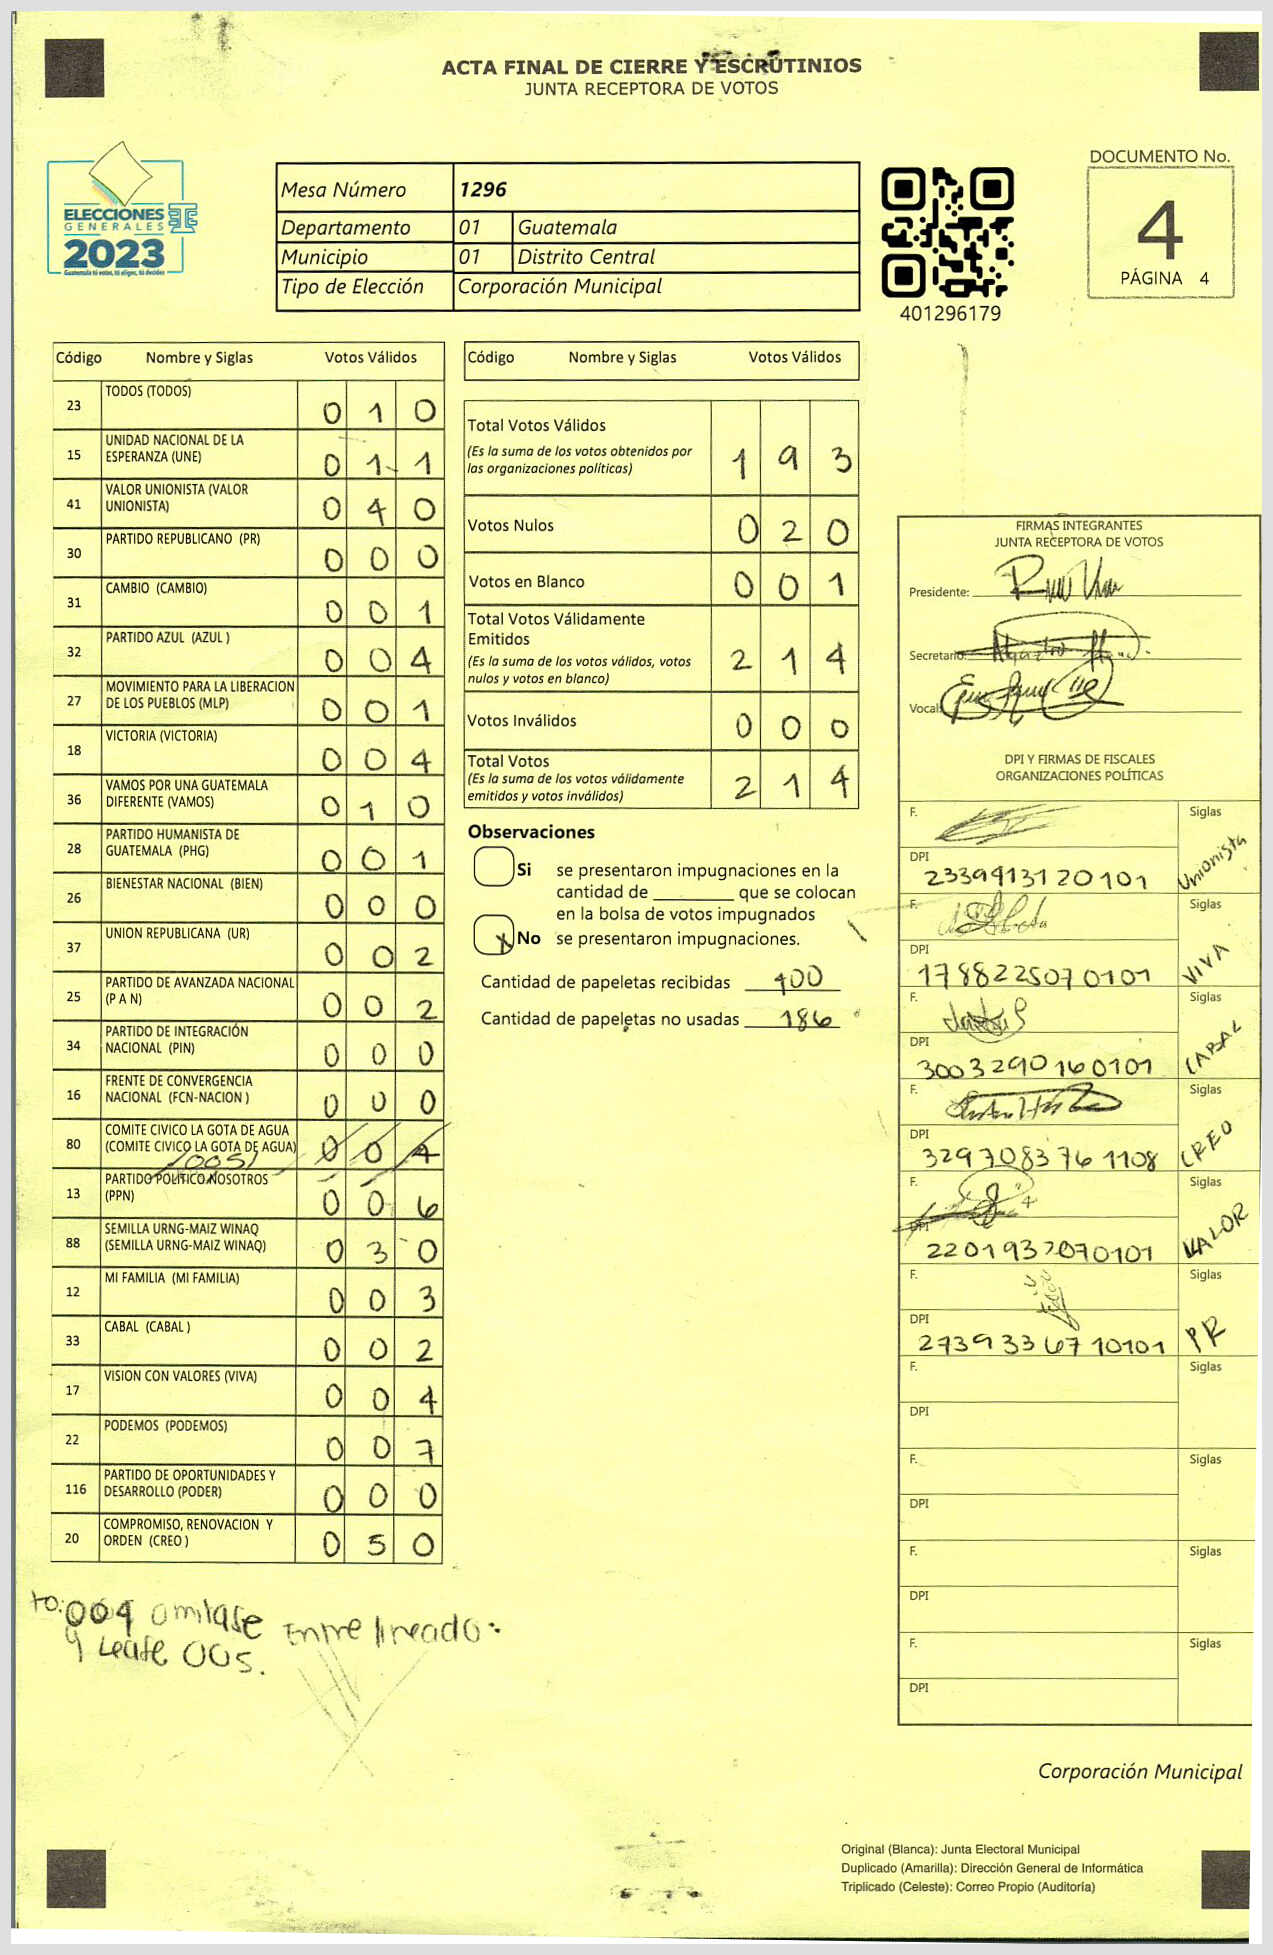 ACTA FINAL DE CIERRE Y ESCRUTINIOS
JUNTA RECEPTORA DE VOTOS
ELECCIONES
GENERALES
2023
Guatemala tú votas, tú eliges, tú decides
Mesa Número 1296
Departamento 01 Guatemala
Municipio 01 Distrito Central
Tipo de Elección Corporación Municipal
401296179
DOCUMENTO No.
4
PÁGINA 4
Código Nombre y Siglas Votos Válidos
23 TODOS (TODOS) 0 1 0
15 UNIDAD NACIONAL DE LA
ESPERANZA (UNE) 0 1 1
41 VALOR UNIONISTA (VALOR
UNIONISTA) 0 4 0
30 PARTIDO REPUBLICANO (PR) 0 0 0
31 CAMBIO (CAMBIO) 0 0 1
32 PARTIDO AZUL (AZUL ) 0 0 4
27 MOVIMIENTO PARA LA LIBERACION
DE LOS PUEBLOS (MLP) 0 0 1
18 VICTORIA (VICTORIA) 0 0 4
36 VAMOS POR UNA GUATEMALA
DIFERENTE (VAMOS) 0 1 0
28 PARTIDO HUMANISTA DE
GUATEMALA (PHG) 0 0 1
26 BIENESTAR NACIONAL (BIEN) 0 0 0
37 UNION REPUBLICANA (UR) 0 0 2
25 PARTIDO DE AVANZADA NACIONAL
(P A N) 0 0 2
34 PARTIDO DE INTEGRACIÓN
NACIONAL (PIN) 0 0 0
16 FRENTE DE CONVERGENCIA
NACIONAL (FCN-NACION ) 0 0 0
80 COMITE CIVICO LA GOTA DE AGUA
(COMITE CIVICO LA GOTA DE AGUA) 0 0 4
/005/
13 PARTIDO POLITICO NOSOTROS
(PPN) 0 0 6
88 SEMILLA URNG-MAIZ WINAQ
(SEMILLA URNG-MAIZ WINAQ) 0 3 0
12 MI FAMILIA (MI FAMILIA) 0 0 3
33 CABAL (CABAL ) 0 0 2
17 VISION CON VALORES (VIVA) 0 0 4
22 PODEMOS (PODEMOS) 0 0 7
116 PARTIDO DE OPORTUNIDADES Y
DESARROLLO (PODER) 0 0 0
20 COMPROMISO, RENOVACION Y
ORDEN (CREO ) 0 5 0
to: 004 omitase Entre lineado:
y Lease 005.
Código Nombre y Siglas Votos Válidos
Total Votos Válidos
(Es la suma de los votos obtenidos por
las organizaciones políticas) 1 9 3
Votos Nulos 0 2 0
Votos en Blanco 0 0 1
Total Votos Válidamente
Emitidos
(Es la suma de los votos válidos, votos
nulos y votos en blanco) 2 1 4
Votos Inválidos 0 0 0
Total Votos
(Es la suma de los votos válidamente
emitidos y votos inválidos) 2 1 4
Observaciones
Si se presentaron impugnaciones en la
cantidad de ________ que se colocan
en la bolsa de votos impugnados
X No se presentaron impugnaciones.
Cantidad de papeletas recibidas 400
Cantidad de papeletas no usadas 186
FIRMAS INTEGRANTES
JUNTA RECEPTORA DE VOTOS
Presidente:
Secretario:
Vocal:
DPI Y FIRMAS DE FISCALES
ORGANIZACIONES POLÍTICAS
F. Siglas
DPI
2339413120101 Unionista
F. Siglas
DPI
1788225070101 VIVA
F. Siglas
DPI
3003290160101 CABAL
F. Siglas
DPI
3297083761108 CREO
F. Siglas
DPI
2201937070101 VALOR
F. Siglas
DPI
2739336710101 PR
F. Siglas
DPI
F. Siglas
DPI
F. Siglas
DPI
F. Siglas
DPI
Corporación Municipal
Original (Blanca): Junta Electoral Municipal
Duplicado (Amarilla): Dirección General de Informática
Triplicado (Celeste): Correo Propio (Auditoría)